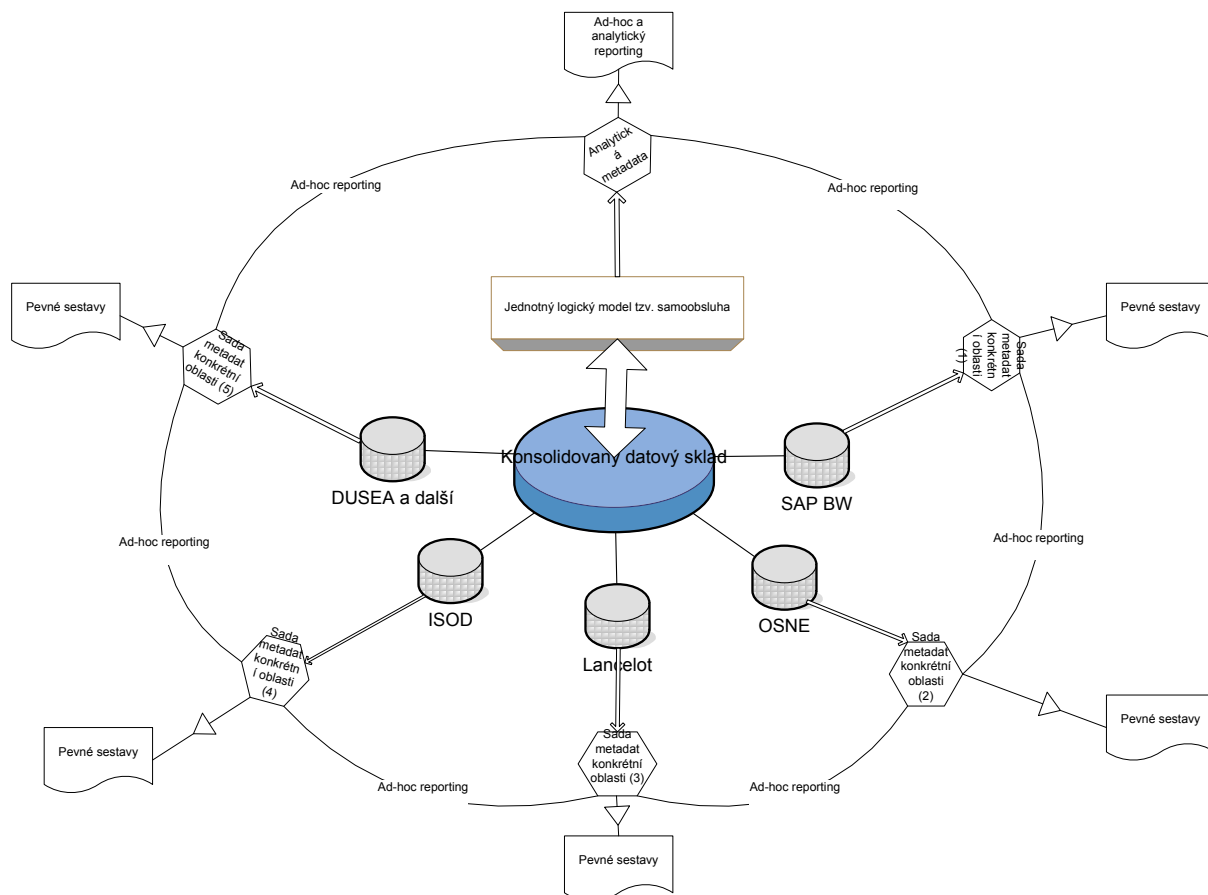 Ad-hoc a
analytický
reporting
Analytick
á
metadata
Ad-hoc reporting
Ad-hoc reporting
Pevné sestavy
Jednotný logický model tzv. samoobsluha
Pevné sestavy
Sada
metadat
konkrétní
oblasti (5)
Sada
metadat
konkrétn
í oblasti
(1)
Konsolidovaný datový sklad
DUSEA a další
SAP BW
Ad-hoc reporting
Ad-hoc reporting
ISOD
OSNE
Lancelot
Sada
metadat
konkrétn
í oblasti
(4)
Sada
metadat
konkrétní
oblasti
(2)
Pevné sestavy
Pevné sestavy
Sada
metadat
konkrétní
oblasti (3)
Ad-hoc reporting
Ad-hoc reporting
Pevné sestavy